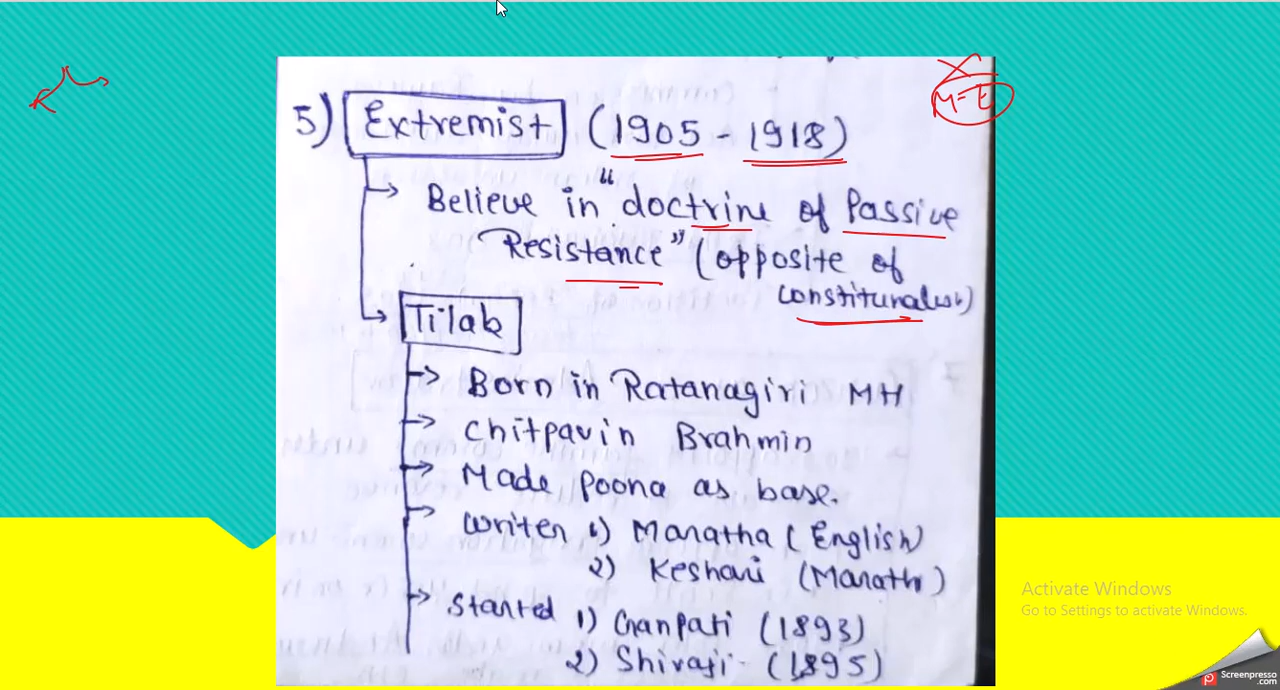 M-E
5) Extremist (1905 - 1918)
→ Believe in "doctrine of Passive
Resistance" (opposite of
→ Tilab
→ Born in Ratanagiri MH
→ Chitpavin Brahmin
→ Made Poona as base.
→ Writer 1) Maratha (English)
2) Keshari (Marath)
→ Started 1) Ganpati (1893)
2) Shivaji - (1895)
Activate Windows
Go to Settings to activate Windows.
Screenpresso
.com